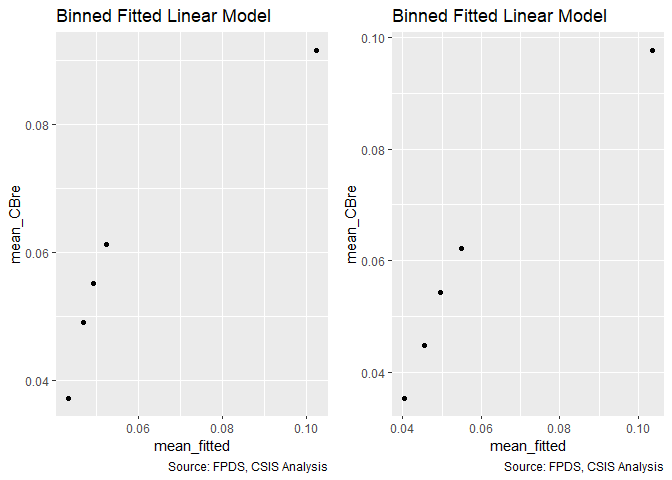 Binned Fitted Linear Model
mean_CBre
0.08
0.06
0.04
0.06
0.08
0.10
mean_fitted
Source: FPDS, CSIS Analysis
Binned Fitted Linear Model
mean_CBre
0.10
0.08
0.06
0.04
0.04
0.06
0.08
0.10
mean_fitted
Source: FPDS, CSIS Analysis